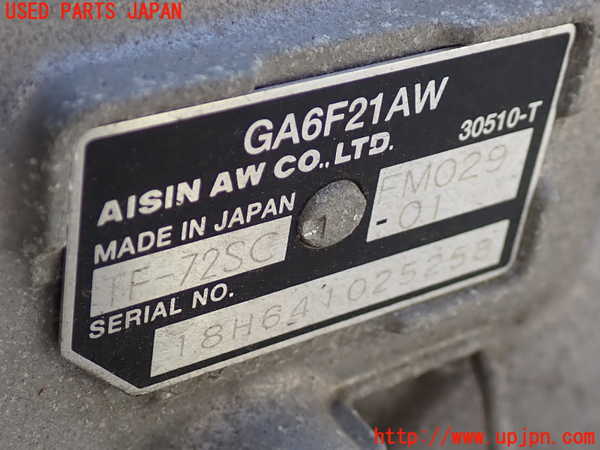 USED PARTS JAPAN
GA6F21AW
30510-T
AISIN AW CO., LTD.
MADE IN JAPAN
1
FM029
-01
TF-72SC
SERIAL NO.
18H641025258
http://www.upjpn.com/